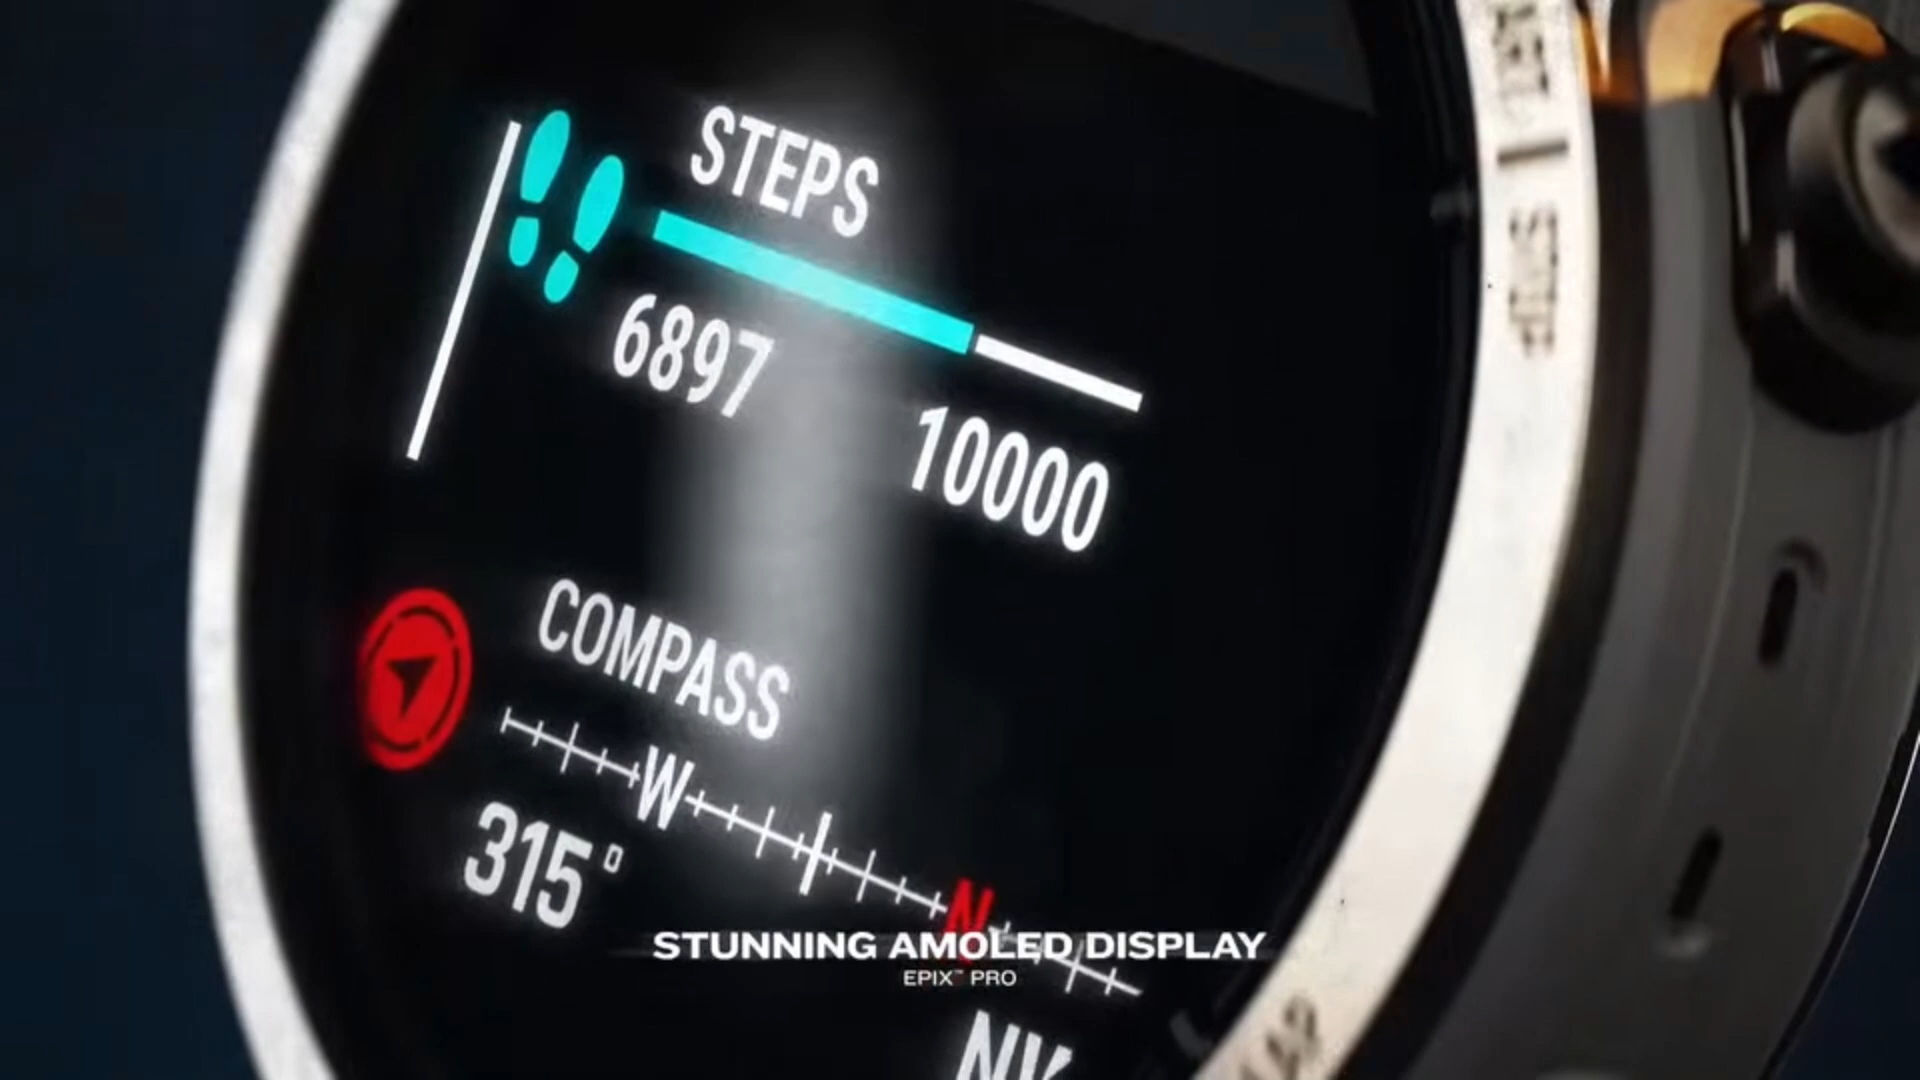 STEPS
6897
10000
COMPASS
W
N
315°
STUNNING AMOLED DISPLAY
EPIX™ PRO